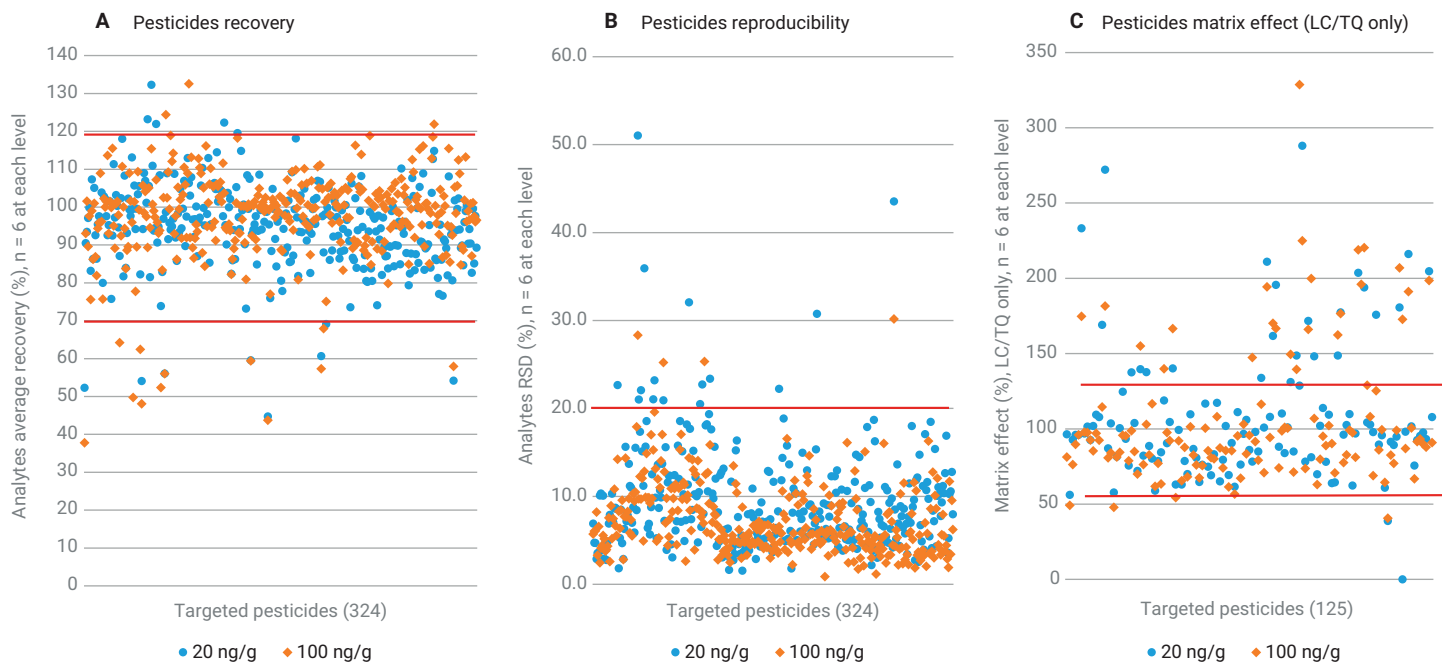 A Pesticides recovery
Analytes average recovery (%), n = 6 at each level
140
130
120
110
100
90
80
70
60
50
40
30
20
10
0
Targeted pesticides (324)
20 ng/g 100 ng/g
B Pesticides reproducibility
Analytes RSD (%), n = 6 at each level
60.0
50.0
40.0
30.0
20.0
10.0
0.0
Targeted pesticides (324)
20 ng/g 100 ng/g
C Pesticides matrix effect (LC/TQ only)
Matrix effect (%), LC/TQ only, n = 6 at each level
350
300
250
200
150
100
50
0
Targeted pesticides (125)
20 ng/g 100 ng/g